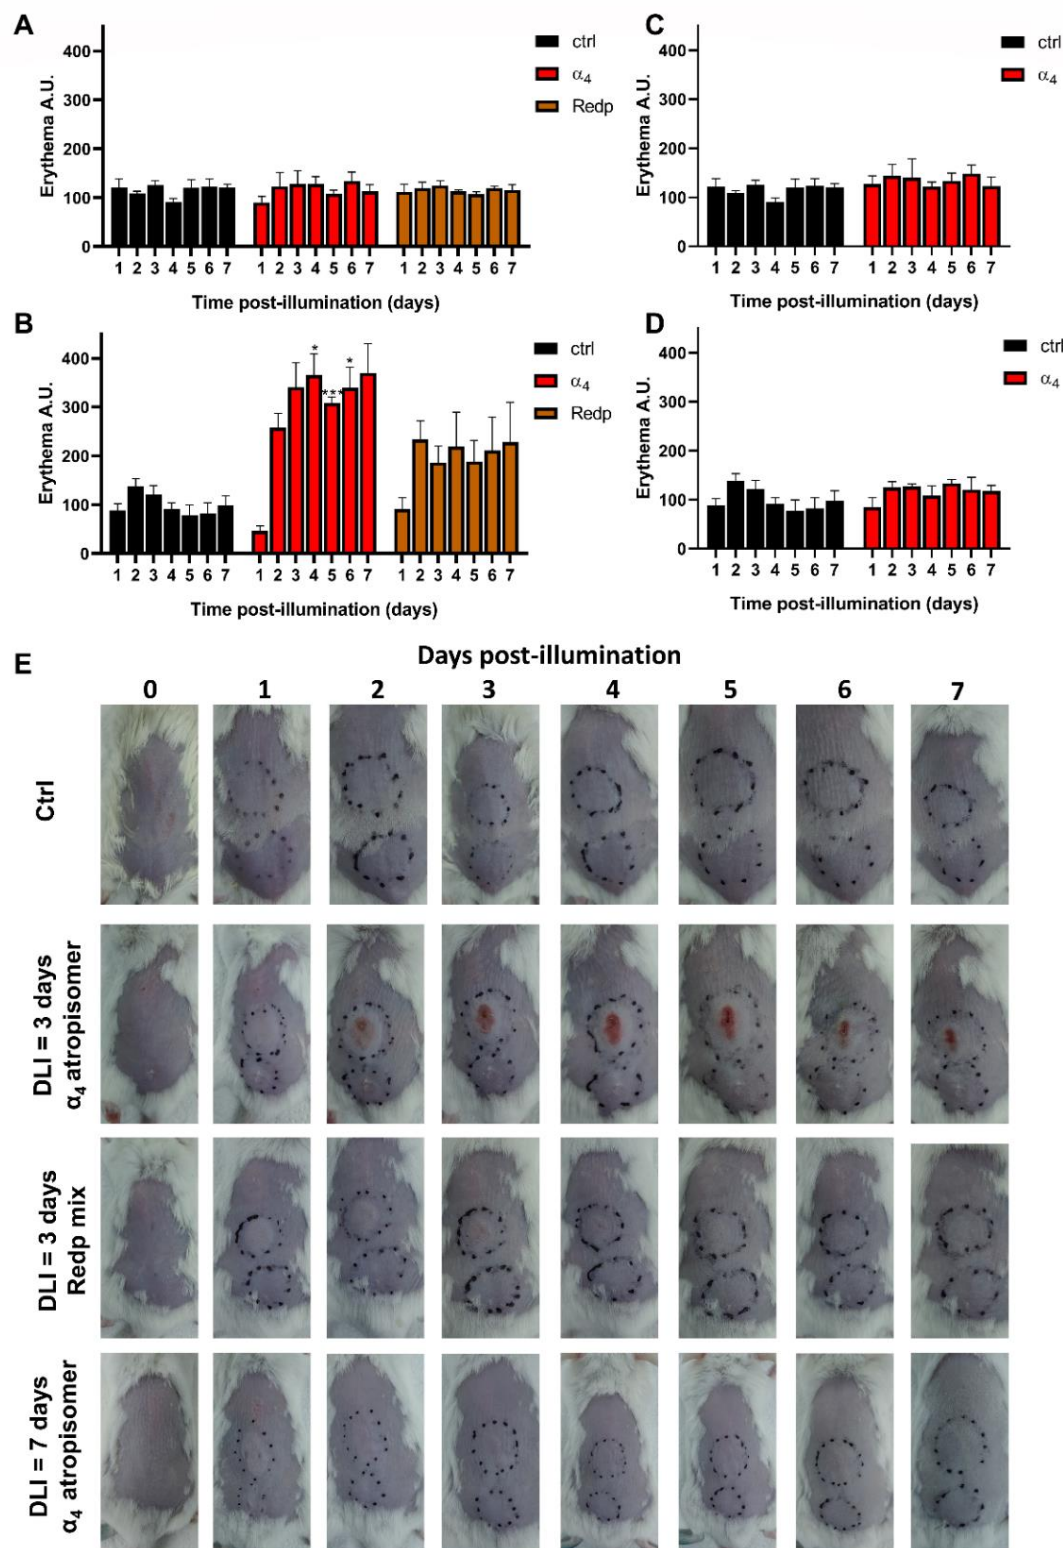 A
Erythema A.U.
400
300
200
100
0
1 2 3 4 5 6 7 1 2 3 4 5 6 7 1 2 3 4 5 6 7
Time post-illumination (days)
ctrl
α4
Redp
C
Erythema A.U.
400
300
200
100
0
1 2 3 4 5 6 7 1 2 3 4 5 6 7
Time post-illumination (days)
ctrl
α4
B
Erythema A.U.
400
300
200
100
0
* *** *
1 2 3 4 5 6 7 1 2 3 4 5 6 7 1 2 3 4 5 6 7
Time post-illumination (days)
ctrl
α4
Redp
D
Erythema A.U.
400
300
200
100
0
1 2 3 4 5 6 7 1 2 3 4 5 6 7
Time post-illumination (days)
ctrl
α4
E
Days post-illumination
0 1 2 3 4 5 6 7
Ctrl
DLI = 3 days
α4 atropisomer
DLI = 3 days
Redp mix
DLI = 7 days
α4 atropisomer